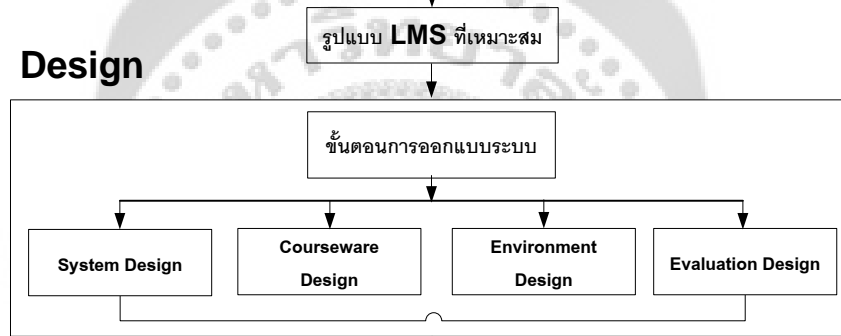 รูปแบบ LMS ที่เหมาะสม
Design
ขั้นตอนการออกแบบระบบ
System Design
Courseware
Design
Environment
Design
Evaluation Design